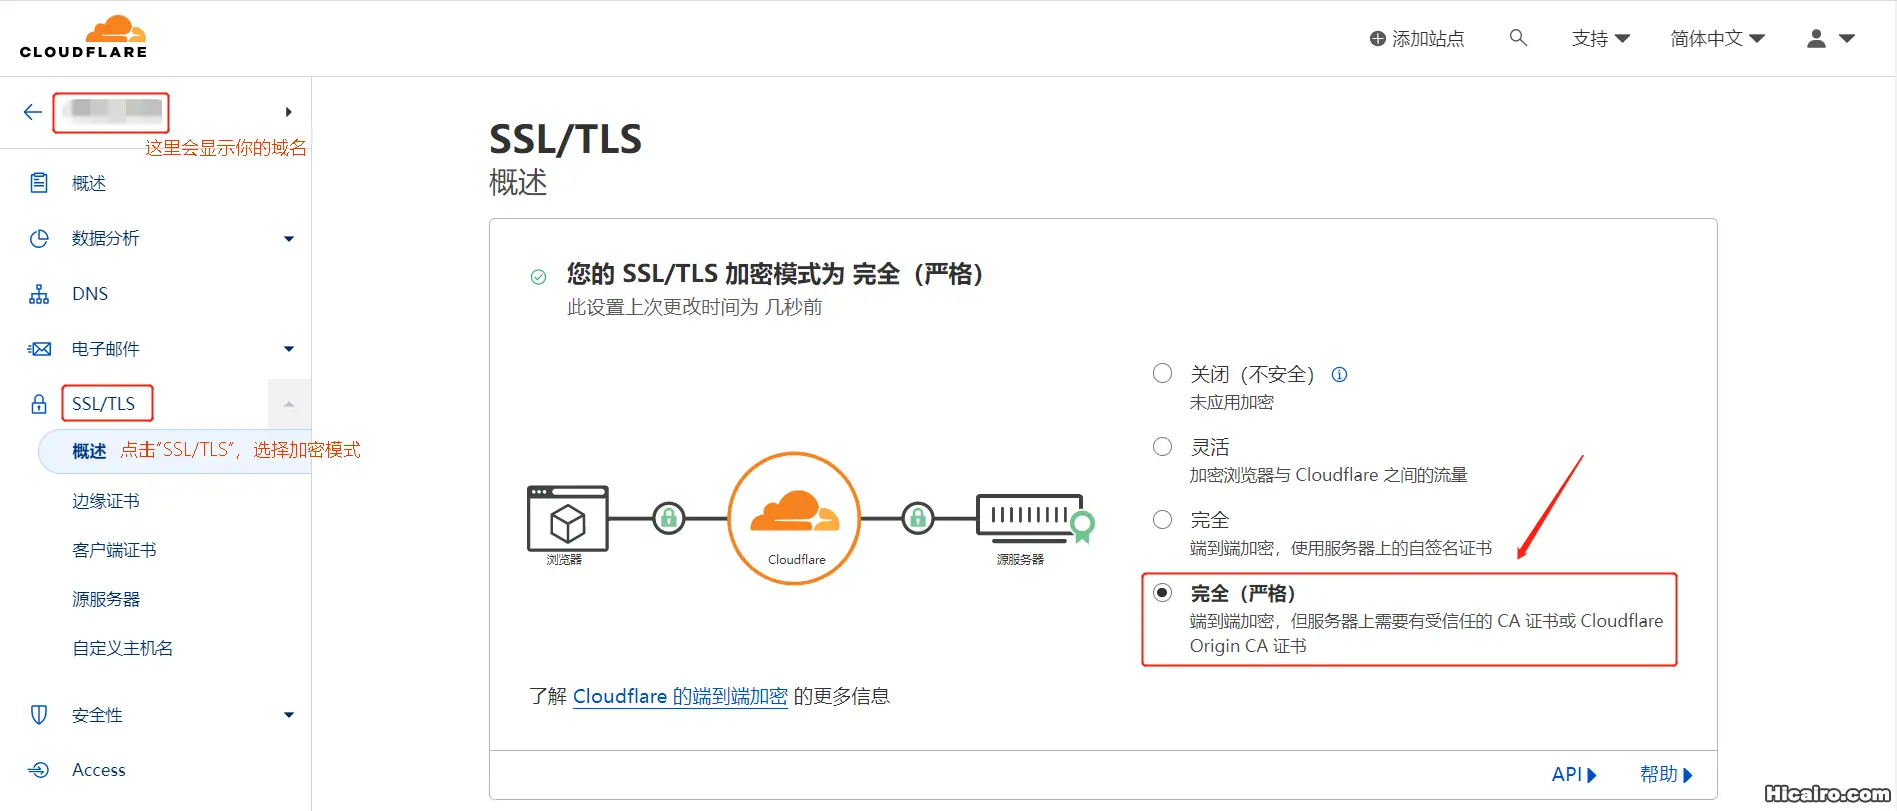 CLOUDFLARE
添加站点
支持
简体中文
这里会显示你的域名
概述
数据分析
DNS
电子邮件
SSL/TLS
概述
点击“SSL/TLS”，选择加密模式
边缘证书
客户端证书
源服务器
自定义主机名
安全性
Access
SSL/TLS
概述
您的 SSL/TLS 加密模式为 完全（严格）
此设置上次更改时间为 几秒前
浏览器
Cloudflare
源服务器
关闭（不安全）
未应用加密
灵活
加密浏览器与 Cloudflare 之间的流量
完全
端到端加密，使用服务器上的自签名证书
完全（严格）
端到端加密，但服务器上需要有受信任的 CA 证书或 Cloudflare
Origin CA 证书
了解 Cloudflare 的端到端加密 的更多信息
API
帮助
Hicairo.com